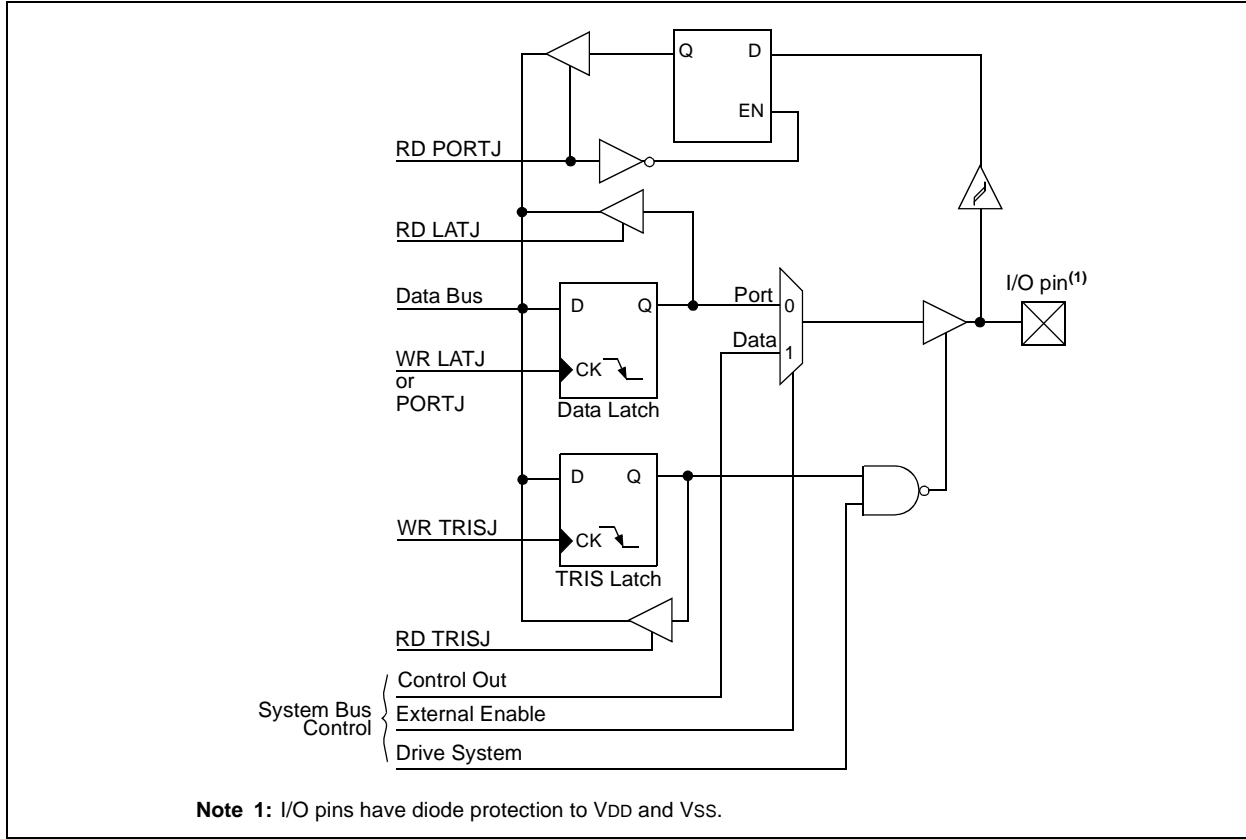 Q D
EN
RD PORTJ
RD LATJ
I/O pin(1)
Data Bus
D Q
Port 0
Data 1
WR LATJ
or
PORTJ
CK
Data Latch
D Q
WR TRISJ
CK
TRIS Latch
RD TRISJ
Control Out
System Bus
Control
External Enable
Drive System
Note 1: I/O pins have diode protection to VDD and VSS.